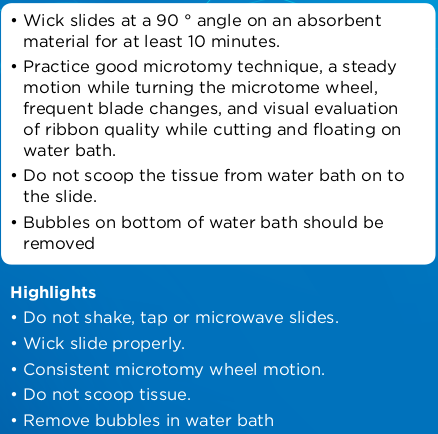 • Wick slides at a 90 ° angle on an absorbent
material for at least 10 minutes.
• Practice good microtomy technique, a steady
motion while turning the microtome wheel,
frequent blade changes, and visual evaluation
of ribbon quality while cutting and floating on
water bath.
• Do not scoop the tissue from water bath on to
the slide.
• Bubbles on bottom of water bath should be
removed
Highlights
• Do not shake, tap or microwave slides.
• Wick slide properly.
• Consistent microtomy wheel motion.
• Do not scoop tissue.
• Remove bubbles in water bath